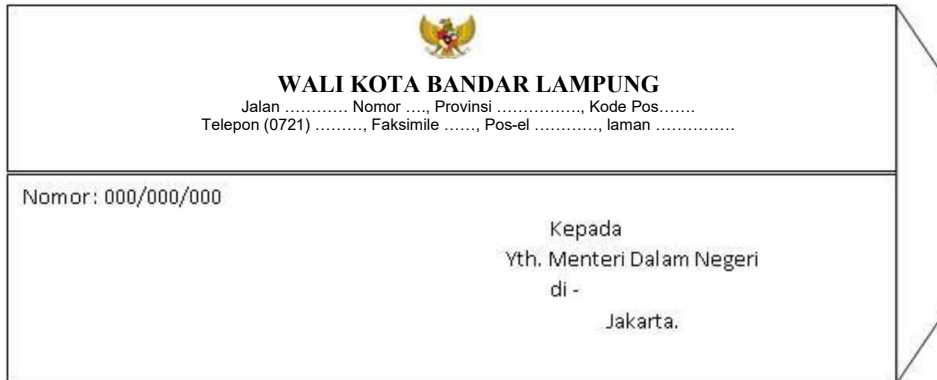 WALI KOTA BANDAR LAMPUNG
Jalan ………… Nomor …., Provinsi ……………., Kode Pos…….
Telepon (0721) ………, Faksimile ……, Pos-el …………, laman ……………
Nomor: 000/000/000
Kepada
Yth. Menteri Dalam Negeri
di -
Jakarta.